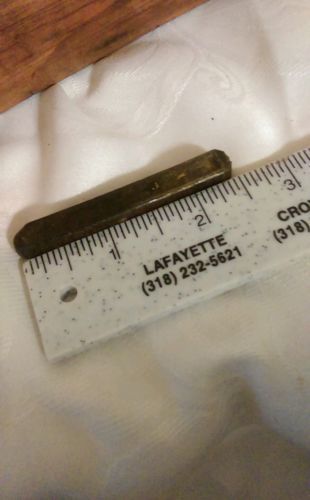 1 2 3
LAFAYETTE
(318) 232-5621
CRO
(318)